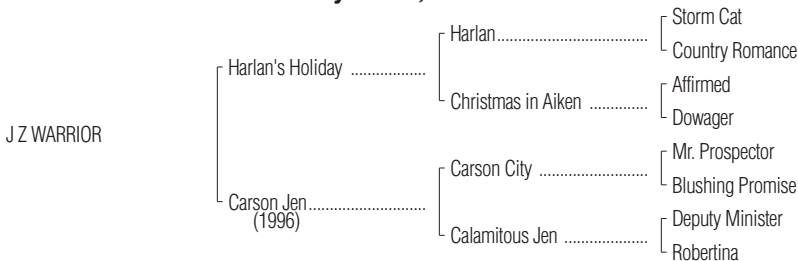 Storm Cat
Harlan..................................
Country Romance
Harlan's Holiday ..................
Affirmed
Christmas in Aiken ..............
Dowager
J Z WARRIOR
Mr. Prospector
Carson City ..........................
Blushing Promise
Carson Jen............................
(1996)
Deputy Minister
Calamitous Jen ....................
Robertina